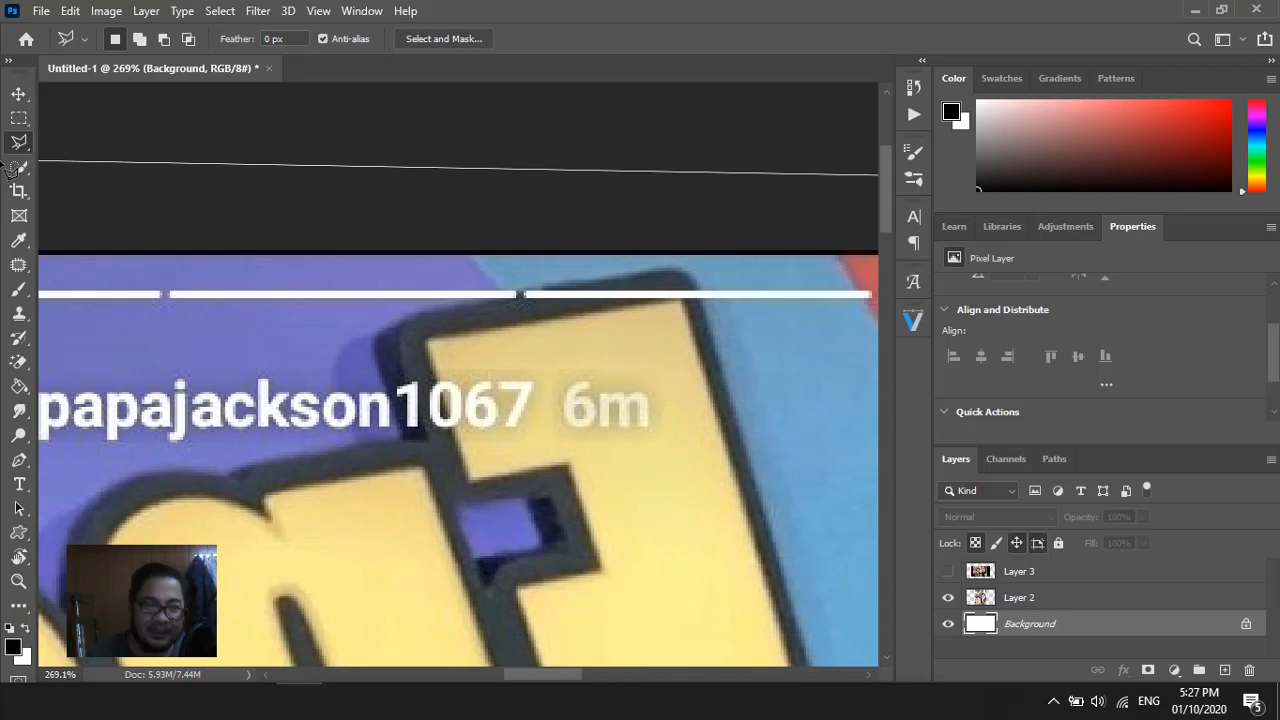 Ps File Edit Image Layer Type Select Filter 3D View Window Help
Feather: 0 px Anti-alias Select and Mask...
Untitled-1 @ 269% (Background, RGB/8#) *
Color Swatches Gradients Patterns
Learn Libraries Adjustments Properties
Pixel Layer
Align and Distribute
Align:
Quick Actions
papajackson1067 6m
Layers Channels Paths
Kind
Normal Opacity: 100%
Lock: Fill: 100%
Layer 3
Layer 2
Background
269.1% Doc: 5.93M/7.44M
ENG
5:27 PM
01/10/2020
5